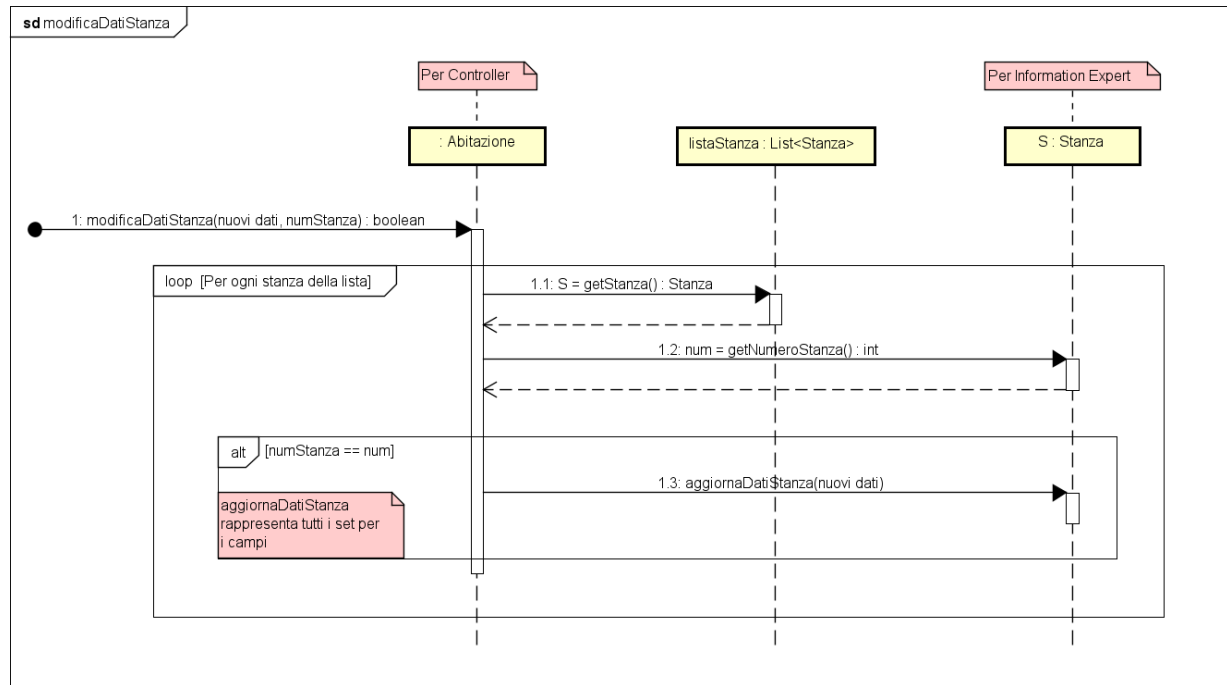 sd modificaDatiStanza
Per Controller
Per Information Expert
: Abitazione
listaStanza : List<Stanza>
S : Stanza
1: modificaDatiStanza(nuovi dati, numStanza) : boolean
loop [Per ogni stanza della lista]
1.1: S = getStanza() : Stanza
1.2: num = getNumeroStanza() : int
alt [numStanza == num]
1.3: aggiornaDatiStanza(nuovi dati)
aggiornaDatiStanza
rappresenta tutti i set per
i campi